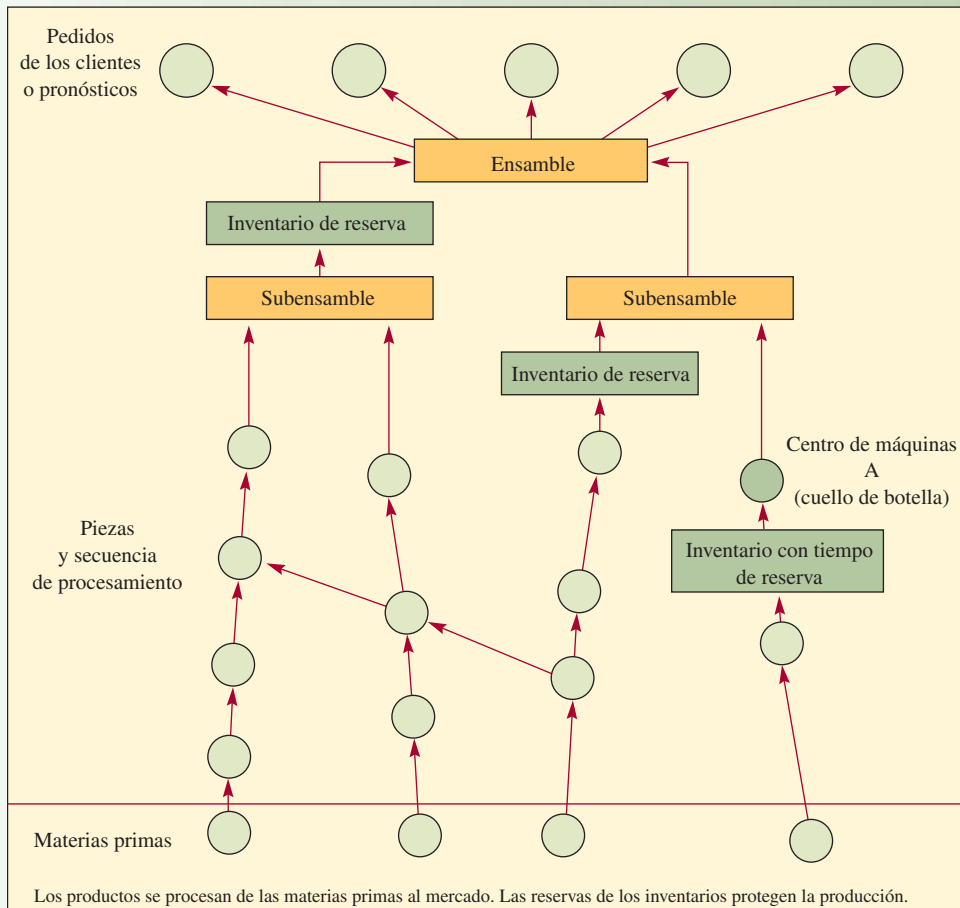 Pedidos
de los clientes
o pronósticos
Ensamble
Inventario de reserva
Subensamble
Subensamble
Inventario de reserva
Centro de máquinas
A
(cuello de botella)
Piezas
y secuencia
de procesamiento
Inventario con tiempo
de reserva
Materias primas
Los productos se procesan de las materias primas al mercado. Las reservas de los inventarios protegen la producción.